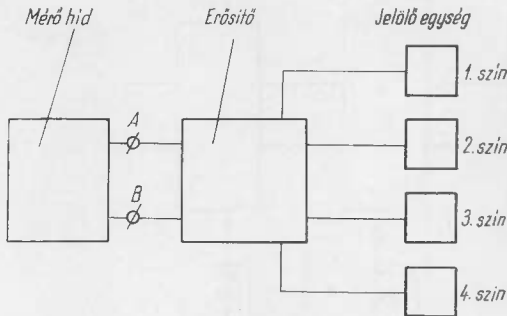 Mérő híd
Erősítő
Jelölő egység
1. szín
A
2. szín
B
3. szín
4. szín